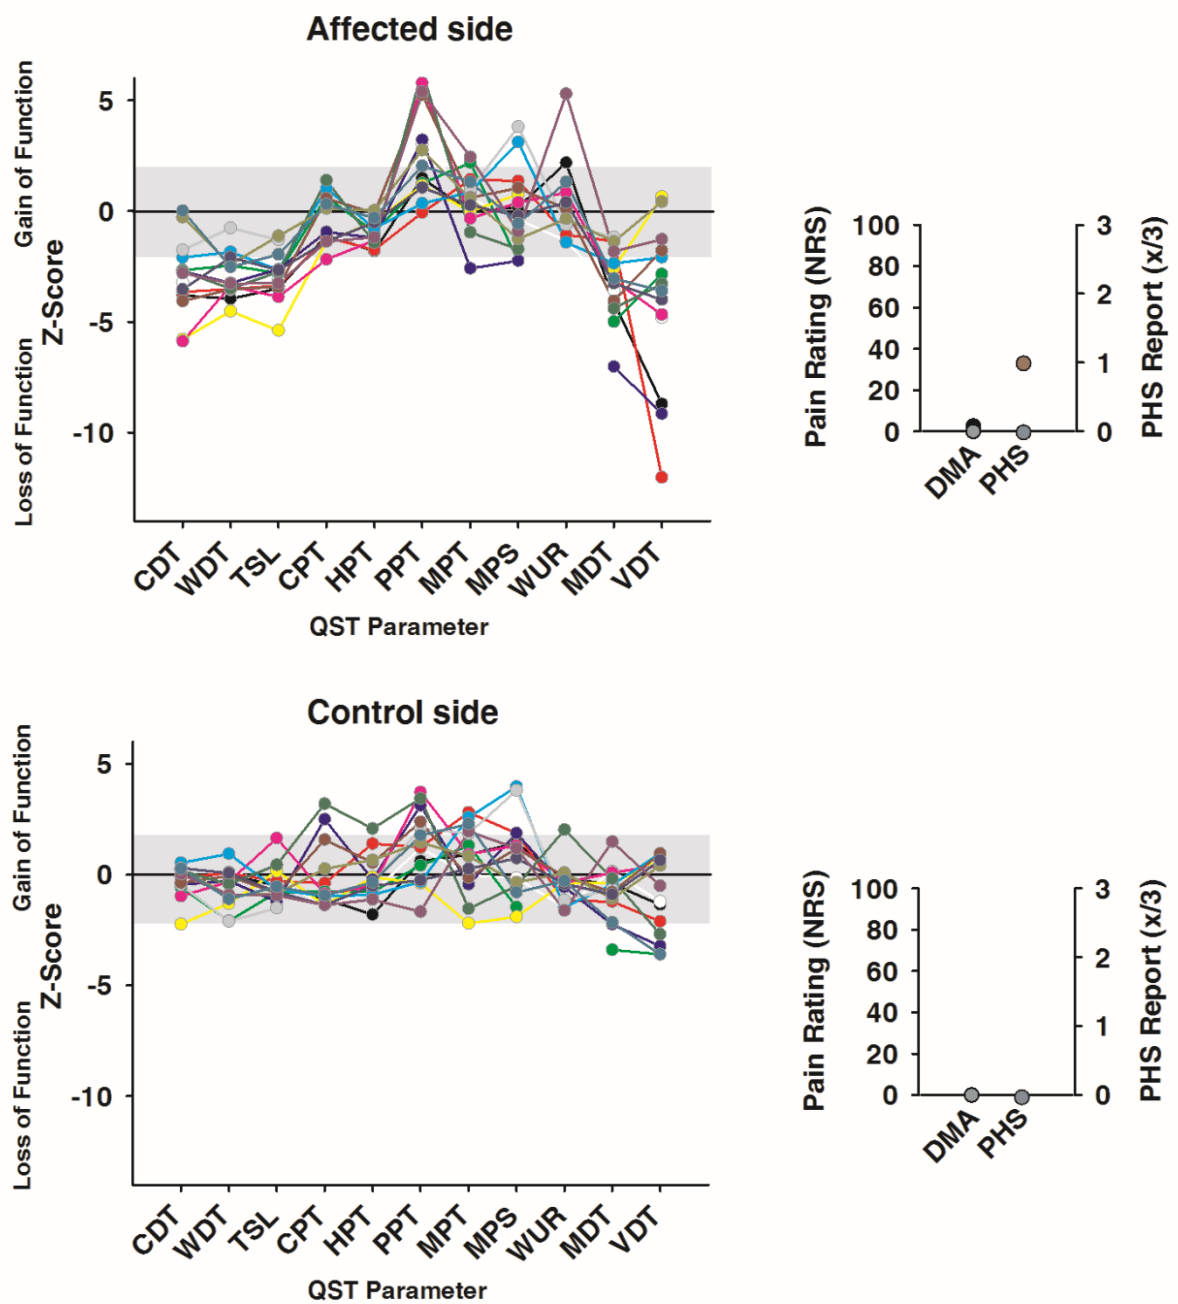 Affected side
Gain of Function
Loss of Function
Z-Score
5
0
-5
-10
CDT
WDT
TSL
CPT
HPT
PPT
MPT
MPS
WUR
MDT
VDT
QST Parameter
Pain Rating (NRS)
100
80
60
40
20
0
DMA
PHS
3
2
1
0
PHS Report (x/3)
Control side
Gain of Function
Loss of Function
Z-Score
5
0
-5
-10
CDT
WDT
TSL
CPT
HPT
PPT
MPT
MPS
WUR
MDT
VDT
QST Parameter
Pain Rating (NRS)
100
80
60
40
20
0
DMA
PHS
3
2
1
0
PHS Report (x/3)